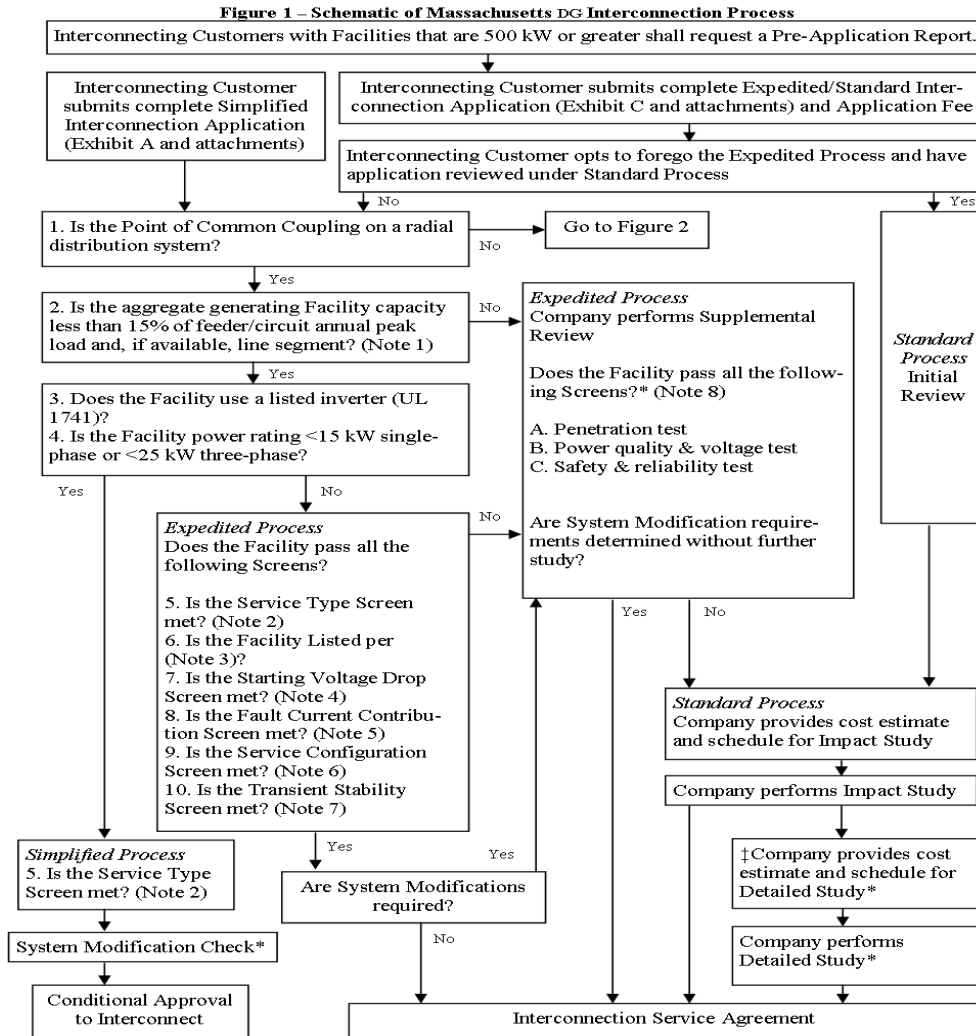 Figure 1 – Schematic of Massachusetts DG Interconnection Process
Interconnecting Customers with Facilities that are 500 kW or greater shall request a Pre-Application Report.
Interconnecting Customer
submits complete Simplified
Interconnection Application
(Exhibit A and attachments)
Interconnecting Customer submits complete Expedited/Standard Inter-
connection Application (Exhibit C and attachments) and Application Fee
Interconnecting Customer opts to forego the Expedited Process and have
application reviewed under Standard Process
No
Yes
1. Is the Point of Common Coupling on a radial
distribution system?
No
Go to Figure 2
Yes
2. Is the aggregate generating Facility capacity
less than 15% of feeder/circuit annual peak
load and, if available, line segment? (Note 1)
No
Yes
3. Does the Facility use a listed inverter (UL
1741)?
4. Is the Facility power rating <15 kW single-
phase or <25 kW three-phase?
Yes
No
Expedited Process
Company performs Supplemental
Review
Does the Facility pass all the follow-
ing Screens?* (Note 8)
A. Penetration test
B. Power quality & voltage test
C. Safety & reliability test
Are System Modification require-
ments determined without further
study?
Yes
No
Standard
Process
Initial
Review
Expedited Process
Does the Facility pass all the
following Screens?
5. Is the Service Type Screen
met? (Note 2)
6. Is the Facility Listed per
(Note 3)?
7. Is the Starting Voltage Drop
Screen met? (Note 4)
8. Is the Fault Current Contribu-
tion Screen met? (Note 5)
9. Is the Service Configuration
Screen met? (Note 6)
10. Is the Transient Stability
Screen met? (Note 7)
No
Yes
Standard Process
Company provides cost estimate
and schedule for Impact Study
Company performs Impact Study
‡Company provides cost
estimate and schedule for
Detailed Study*
Company performs
Detailed Study*
Simplified Process
5. Is the Service Type
Screen met? (Note 2)
System Modification Check*
Conditional Approval
to Interconnect
Are System Modifications
required?
Yes
No
Interconnection Service Agreement